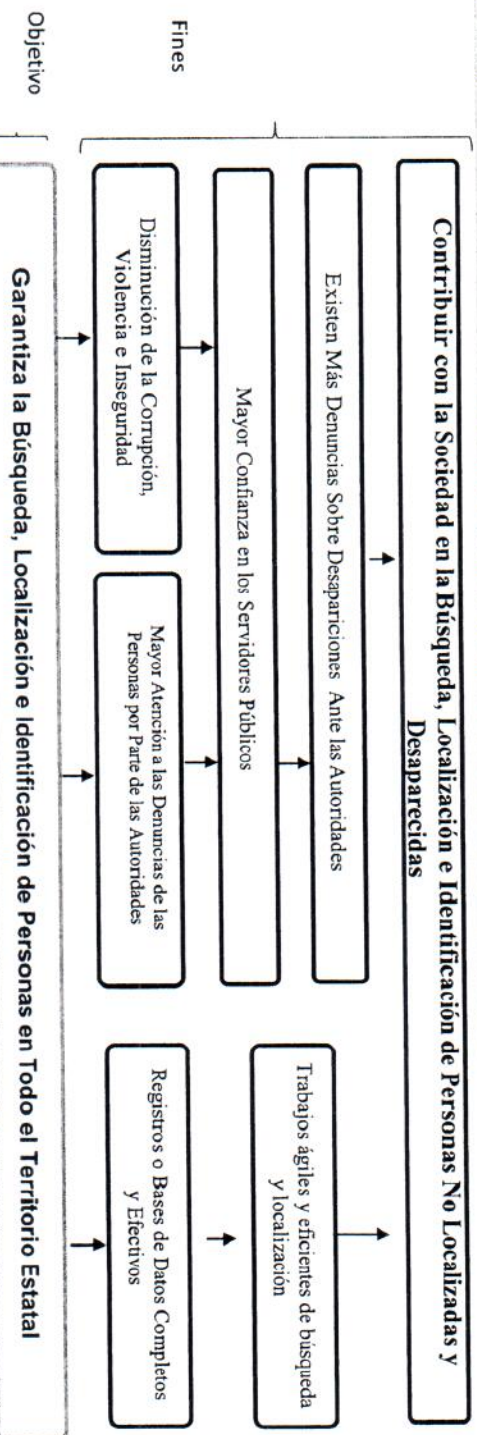 Contribuir con la Sociedad en la Búsqueda, Localización e Identificación de Personas No Localizadas y
Desaparecidas
Existen Más Denuncias Sobre Desapariciones Ante las Autoridades
Trabajos ágiles y eficientes de búsqueda
y localización
Mayor Confianza en los Servidores Públicos
Fines
Disminución de la Corrupción,
Violencia e Inseguridad
Mayor Atención a las Denuncias de las
Personas por Parte de las Autoridades
Registros o Bases de Datos Completos
y Efectivos
Objetivo
Garantiza la Búsqueda, Localización e Identificación de Personas en Todo el Territorio Estatal